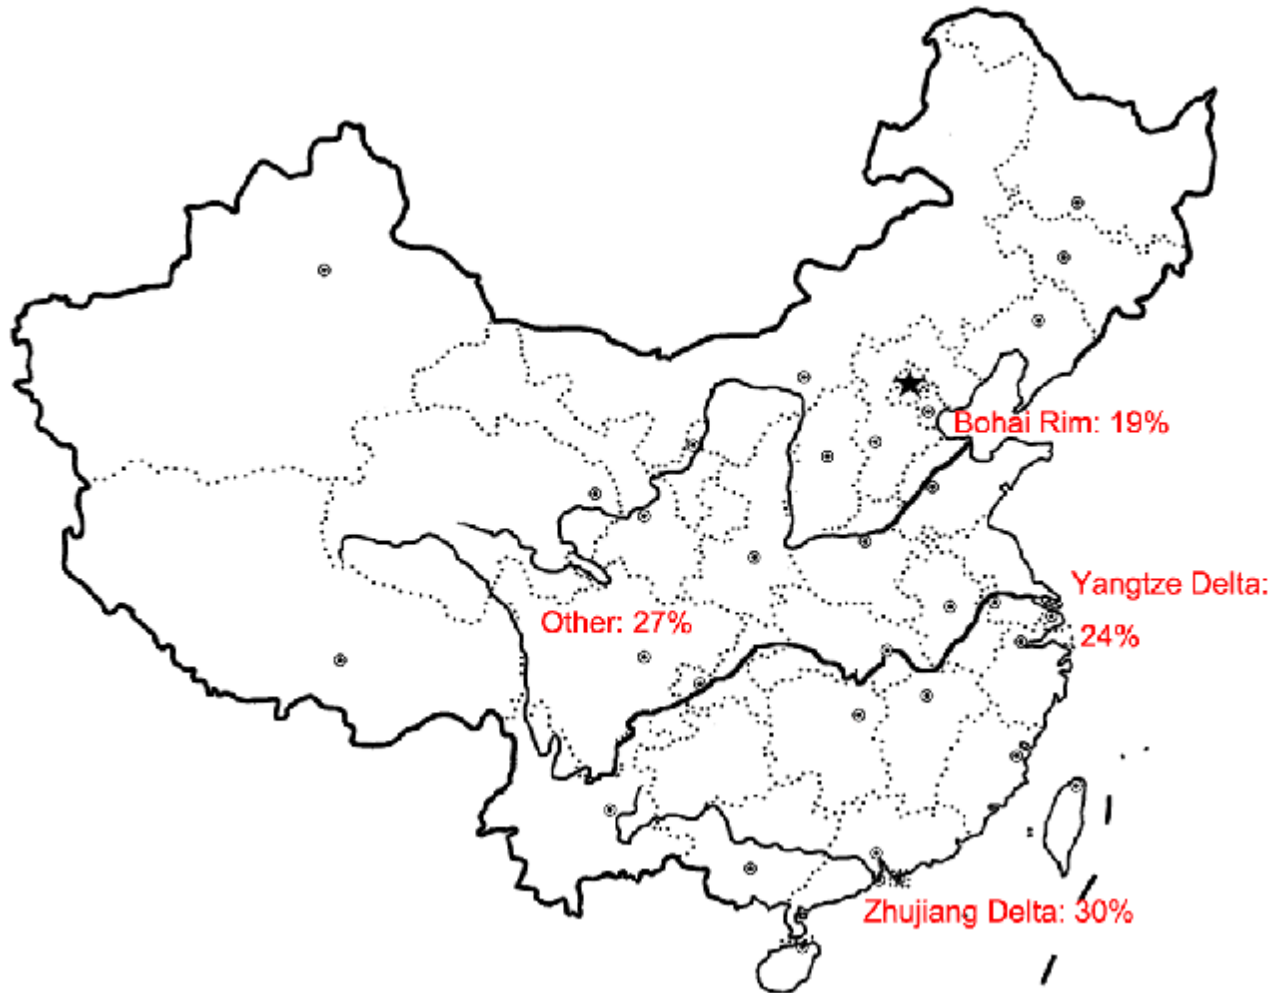 Bohai Rim: 19%
Yangtze Delta:
24%
Other: 27%
Zhujiang Delta: 30%